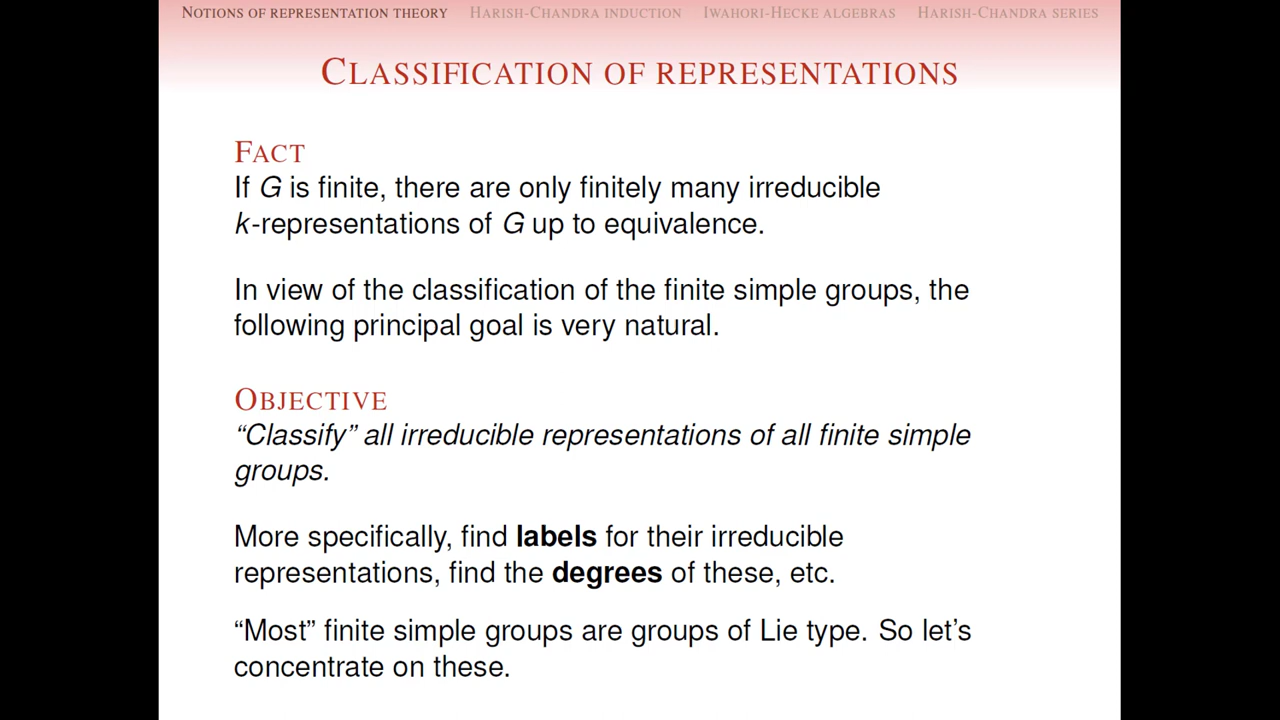 NOTIONS OF REPRESENTATION THEORY HARISH-CHANDRA INDUCTION IWAHORI-HECKE ALGEBRAS HARISH-CHANDRA SERIES
CLASSIFICATION OF REPRESENTATIONS
FACT
If G is finite, there are only finitely many irreducible
k-representations of G up to equivalence.
In view of the classification of the finite simple groups, the
following principal goal is very natural.
OBJECTIVE
“Classify” all irreducible representations of all finite simple
groups.
More specifically, find labels for their irreducible
representations, find the degrees of these, etc.
“Most” finite simple groups are groups of Lie type. So let’s
concentrate on these.